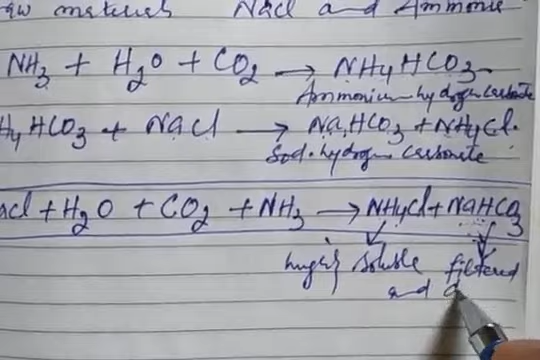 aw materials NaCl and Ammonia
NH3 + H2O + CO2 → NH4HCO3
Ammonium hydrogen carbonate
H4HCO3 + NaCl → NaHCO3 + NH4Cl.
Sod. hydrogen carbonate
aCl + H2O + CO2 + NH3 → NH4Cl + NaHCO3
highly soluble filtered
and